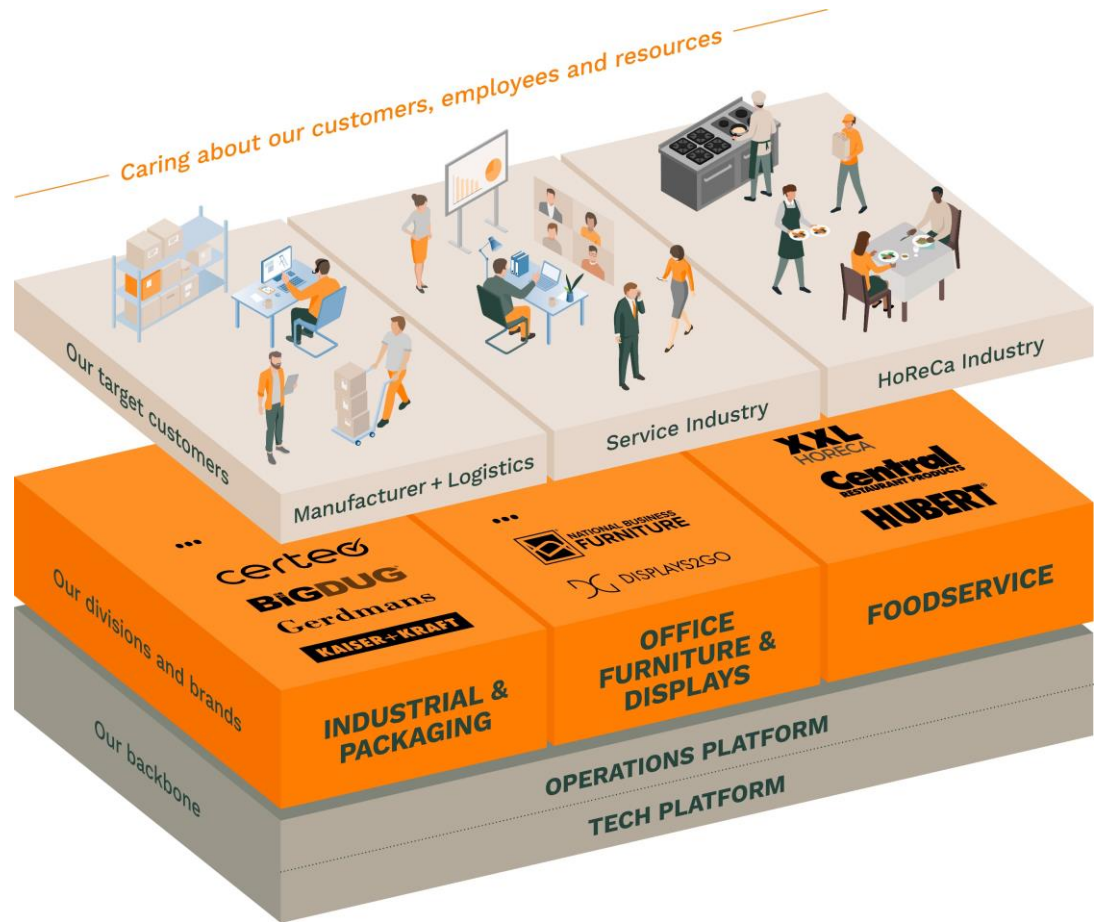 Caring about our customers, employees and resources
Our target customers
Manufacturer + Logistics
Service Industry
HoReCa Industry
Our divisions and brands
...
certeo
BiGDUG
Gerdmans
KAISER+KRAFT
INDUSTRIAL &
PACKAGING
...
NATIONAL BUSINESS
FURNITURE
DISPLAYS2GO
OFFICE
FURNITURE &
DISPLAYS
XXL
HORECA
Central
RESTAURANT PRODUCTS
HUBERT®
FOODSERVICE
Our backbone
OPERATIONS PLATFORM
TECH PLATFORM